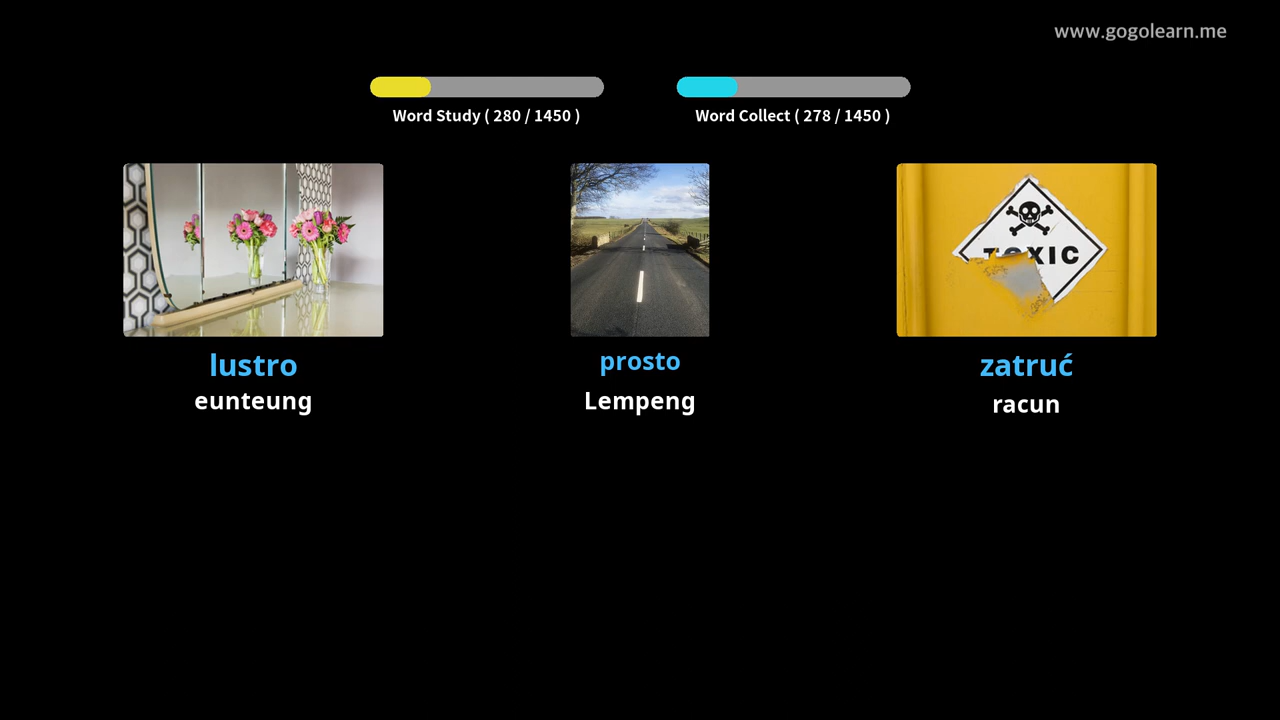 www.gogolearn.me
Word Study ( 280 / 1450 )
Word Collect ( 278 / 1450 )
TOXIC
lustro
eunteung
prosto
Lempeng
zatruć
racun